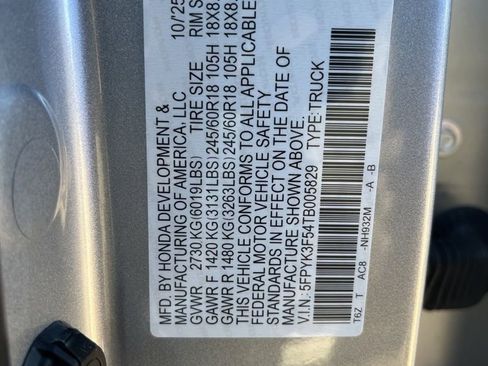 MFD. BY HONDA DEVELOPMENT & 10/25
MANUFACTURING OF AMERICA, LLC
GVWR 2730 KG(6019LBS) TIRE SIZE RIM S
GAWR F 1420 KG(3131LBS)245/60R18 105H 18X8.
GAWR R 1480 KG(3263LBS)245/60R18 105H 18X8.
THIS VEHICLE CONFORMS TO ALL APPLICABLE
FEDERAL MOTOR VEHICLE SAFETY
STANDARDS IN EFFECT ON THE DATE OF
MANUFACTURE SHOWN ABOVE.
V.I.N.: 5FPYK3F54TB005829 TYPE:TRUCK
T6Z T AC8 -NH932M -A -B